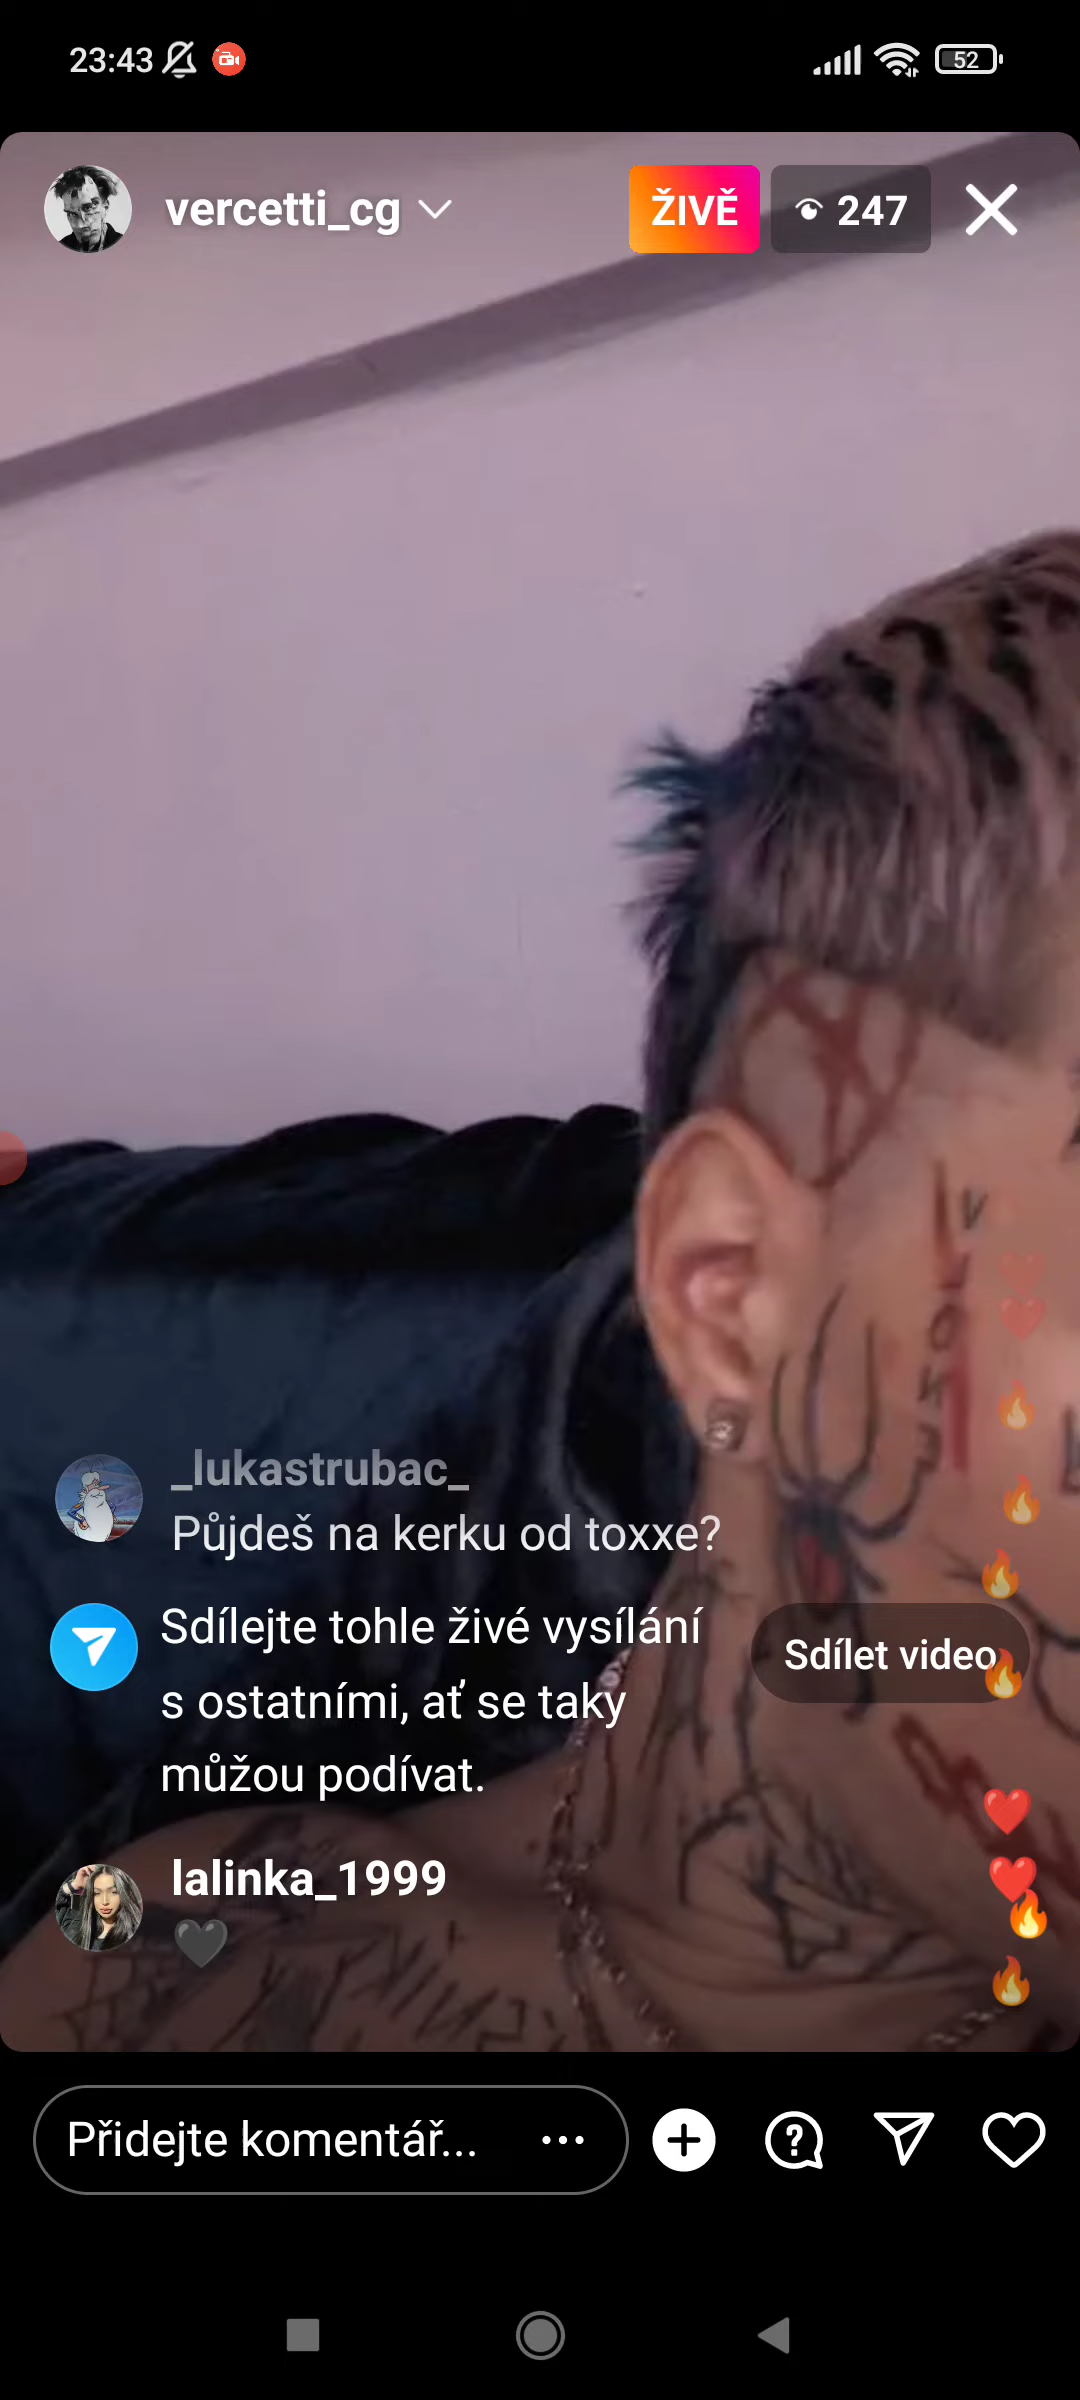 23:43
52
vercetti_cg
ŽIVĚ
247
_lukastrubac_
Půjdeš na kerku od toxxe?
Sdílejte tohle živé vysílání
s ostatními, ať se taky
můžou podívat.
Sdílet video
lalinka_1999
Přidejte komentář...